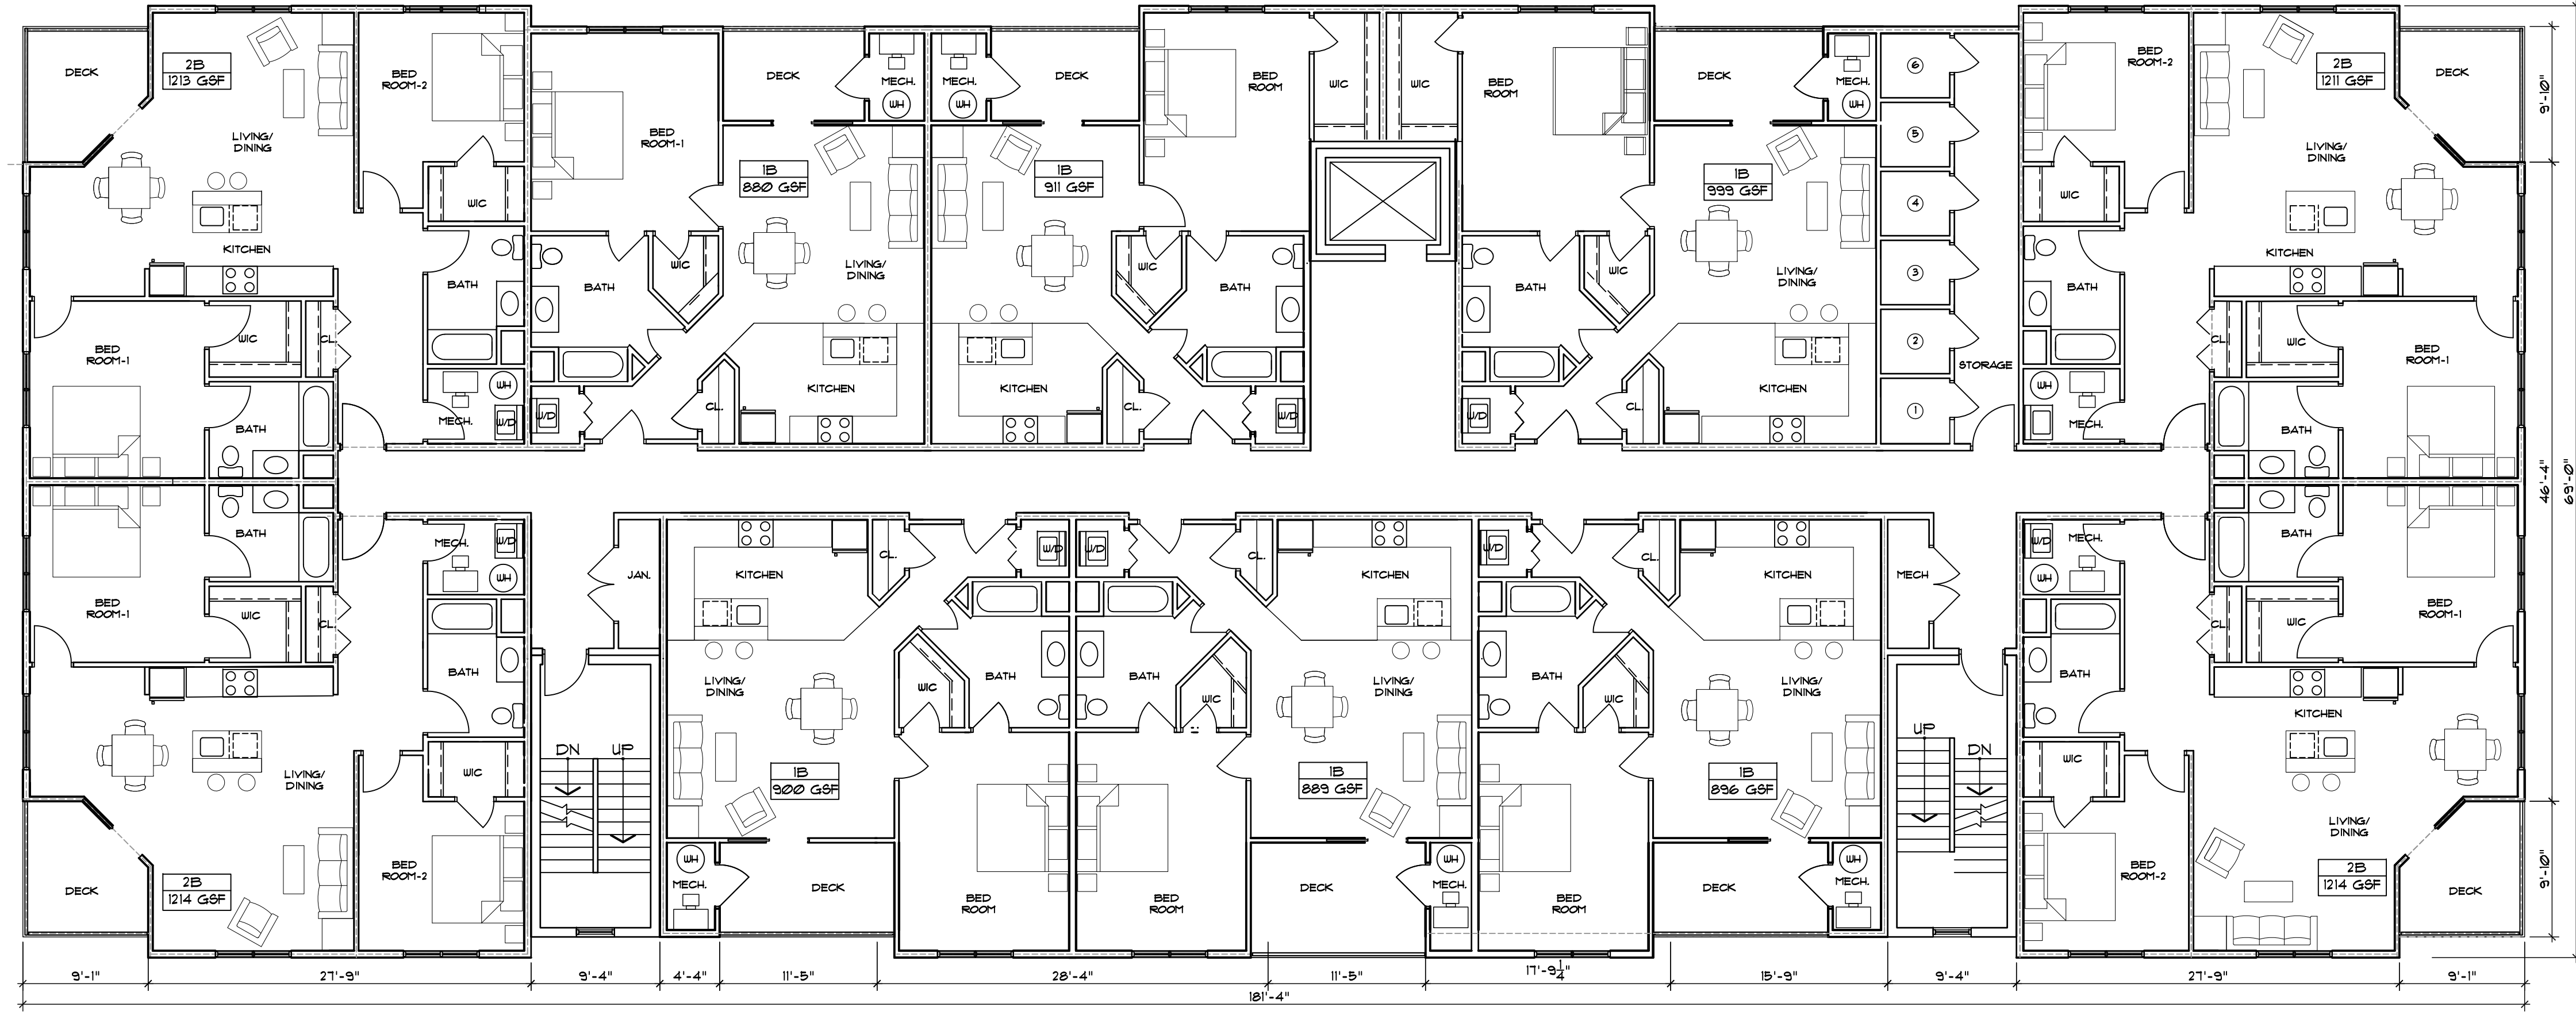 DECK
2B
1213 GSF
LIVING/
DINING
KITCHEN
BED
ROOM-2
WIC
BATH
MECH.
WH
W/D
BED
ROOM-1
WIC
CL.
BATH
BED
ROOM-1
BATH
W/D
DECK
MECH.
WH
1B
880 GSF
LIVING/
DINING
WIC
BATH
KITCHEN
CL.
MECH.
WH
DECK
1B
911 GSF
LIVING/
DINING
KITCHEN
CL.
BED
ROOM
WIC
WIC
BATH
W/D
WIC
BED
ROOM
BATH
WIC
W/D
CL.
DECK
MECH.
WH
1B
999 GSF
LIVING/
DINING
KITCHEN
6
5
4
3
2
1
STORAGE
BED
ROOM-2
WIC
BATH
WH
MECH.
2B
1211 GSF
DECK
LIVING/
DINING
KITCHEN
CL.
WIC
BED
ROOM-1
BATH
BATH
BED
ROOM-1
WIC
CL.
KITCHEN
LIVING/
DINING
DECK
2B
1214 GSF
BED
ROOM-2
MECH.
W/D
WH
BATH
WIC
BED
ROOM-2
JAN.
DN
UP
KITCHEN
CL.
W/D
LIVING/
DINING
WIC
BATH
1B
900 GSF
WH
MECH.
DECK
BED
ROOM
W/D
CL.
KITCHEN
BATH
WIC
LIVING/
DINING
1B
889 GSF
BED
ROOM
DECK
WH
MECH.
W/D
CL.
KITCHEN
BATH
WIC
LIVING/
DINING
1B
896 GSF
BED
ROOM
DECK
WH
MECH.
MECH
UP
DN
W/D
MECH.
WH
BATH
WIC
BED
ROOM-1
WIC
CL.
KITCHEN
LIVING/
DINING
2B
1214 GSF
DECK
9'-10"
46'-4"
69'-0"
9'-10"
9'-1"
27'-9"
9'-4"
4'-4"
11'-5"
28'-4"
11'-5"
17'-9 1/4"
15'-9"
9'-4"
27'-9"
9'-1"
181'-4"